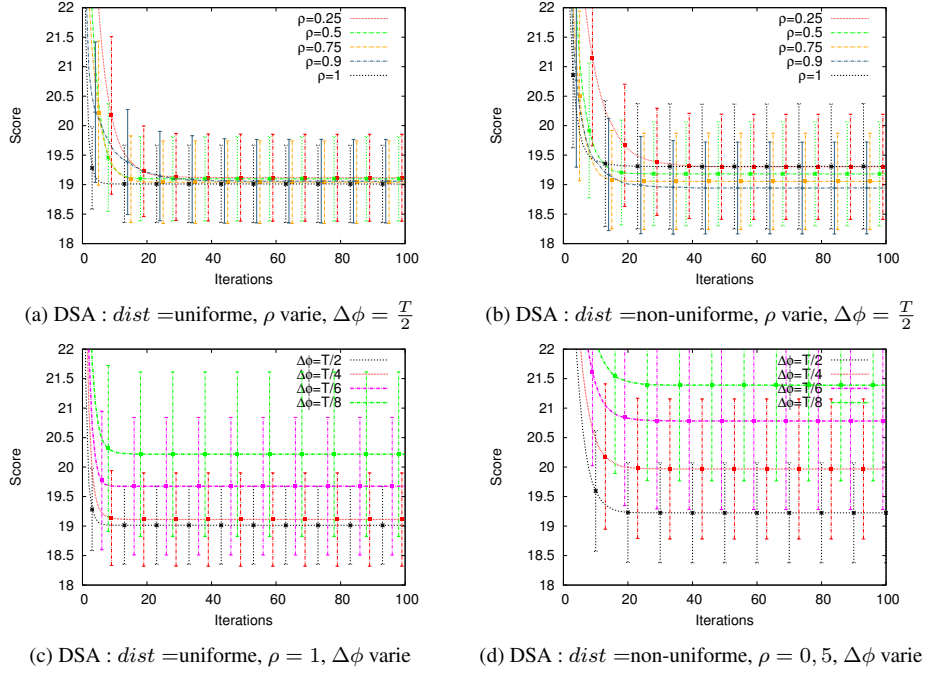 22
21.5
21
20.5
20
19.5
19
18.5
18
Score
0 20 40 60 80 100
Iterations
ρ=0.25
ρ=0.5
ρ=0.75
ρ=0.9
ρ=1
(a) DSA : dist =uniforme, ρ varie, Δϕ = T/2
22
21.5
21
20.5
20
19.5
19
18.5
18
Score
0 20 40 60 80 100
Iterations
ρ=0.25
ρ=0.5
ρ=0.75
ρ=0.9
ρ=1
(b) DSA : dist =non-uniforme, ρ varie, Δϕ = T/2
22
21.5
21
20.5
20
19.5
19
18.5
18
Score
0 20 40 60 80 100
Iterations
Δϕ=T/2
Δϕ=T/4
Δϕ=T/6
Δϕ=T/8
(c) DSA : dist =uniforme, ρ = 1, Δϕ varie
22
21.5
21
20.5
20
19.5
19
18.5
18
Score
0 20 40 60 80 100
Iterations
Δϕ=T/2
Δϕ=T/4
Δϕ=T/6
Δϕ=T/8
(d) DSA : dist =non-uniforme, ρ = 0, 5, Δϕ varie